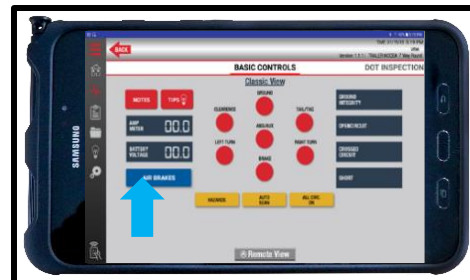 BACK
BASIC CONTROLS
DOT INSPECTION
Classic View
NOTES
TIPS
GROUND
CLEARENCE
TAIL/TAG
ABS/AUX
LEFT TURN
RIGHT TURN
BRAKE
AMP METER
00.0
BATTERY VOLTAGE
00.0
AIR BRAKES
GROUND INTEGRITY
OPEN CIRCUIT
CROSSED CIRCUIT
SHORT
AUTO SCAN
ALL CIRC ON
Remote View
SAMSUNG